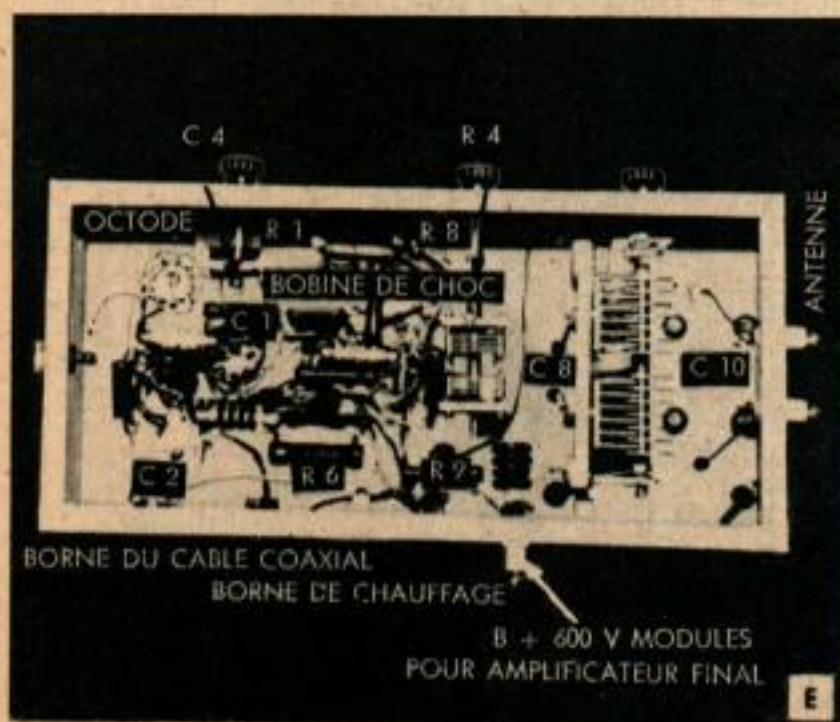 C 4
R 4
OCTODE
R 1
R 8
ANTENNE
BOBINE DE CHOC
C 1
C 8
C 10
C 2
R 6
R 2
BORNE DU CABLE COAXIAL
BORNE DE CHAUFFAGE
B + 600 V MODULES
POUR AMPLIFICATEUR FINAL
E